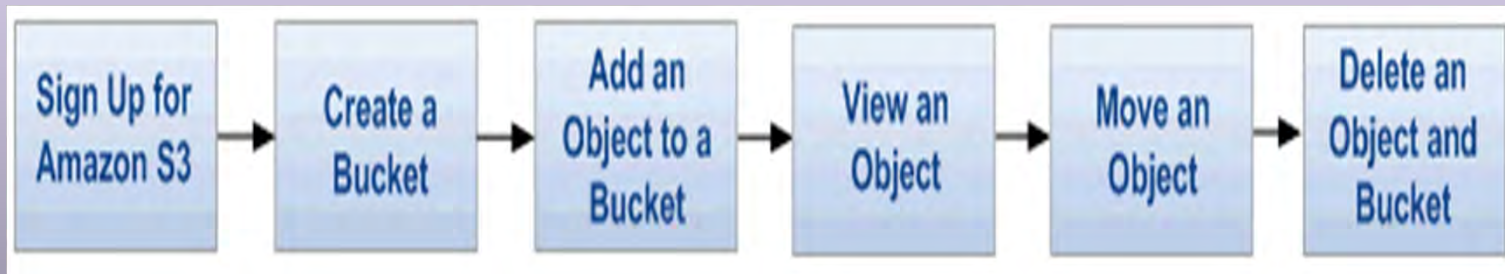 Sign Up for
Amazon S3
Create a
Bucket
Add an
Object to a
Bucket
View an
Object
Move an
Object
Delete an
Object and
Bucket